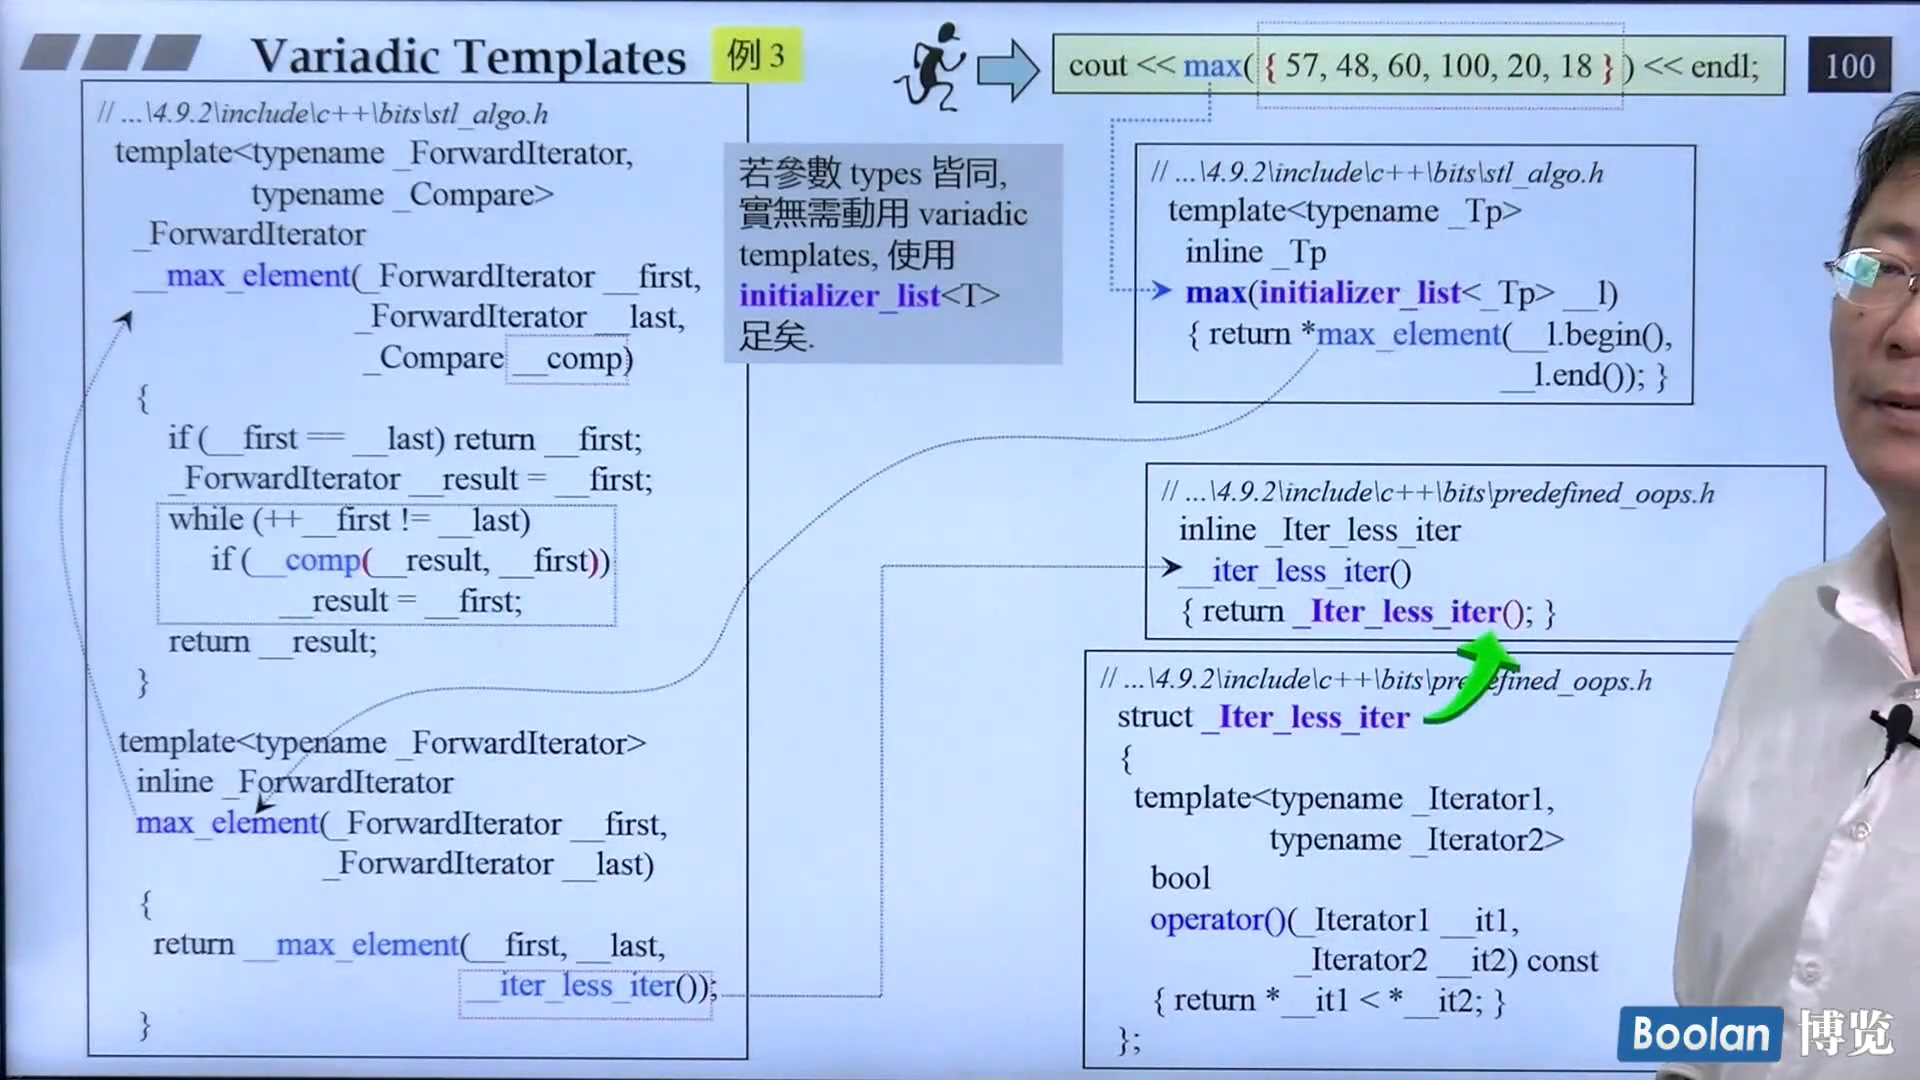 Variadic Templates
例 3
cout << max( { 57, 48, 60, 100, 20, 18 } ) << endl;
100
// ...\4.9.2\include\c++\bits\stl_algo.h
template<typename _ForwardIterator,
typename _Compare>
_ForwardIterator
__max_element(_ForwardIterator __first,
_ForwardIterator __last,
_Compare __comp)
{
if (__first == __last) return __first;
_ForwardIterator __result = __first;
while (++__first != __last)
if (__comp(__result, __first))
__result = __first;
return __result;
}
template<typename _ForwardIterator>
inline _ForwardIterator
max_element(_ForwardIterator __first,
_ForwardIterator __last)
{
return __max_element(__first, __last,
__iter_less_iter());
}
若參數 types 皆同,
實無需動用 variadic
templates, 使用
initializer_list<T>
足矣.
// ...\4.9.2\include\c++\bits\stl_algo.h
template<typename _Tp>
inline _Tp
max(initializer_list<_Tp> __l)
{ return *max_element(__l.begin(),
__l.end()); }
// ...\4.9.2\include\c++\bits\predefined_oops.h
inline _Iter_less_iter
__iter_less_iter()
{ return _Iter_less_iter(); }
// ...\4.9.2\include\c++\bits\predefined_oops.h
struct _Iter_less_iter
{
template<typename _Iterator1,
typename _Iterator2>
bool
operator()(_Iterator1 __it1,
_Iterator2 __it2) const
{ return *__it1 < *__it2; }
};
Boolan 博览